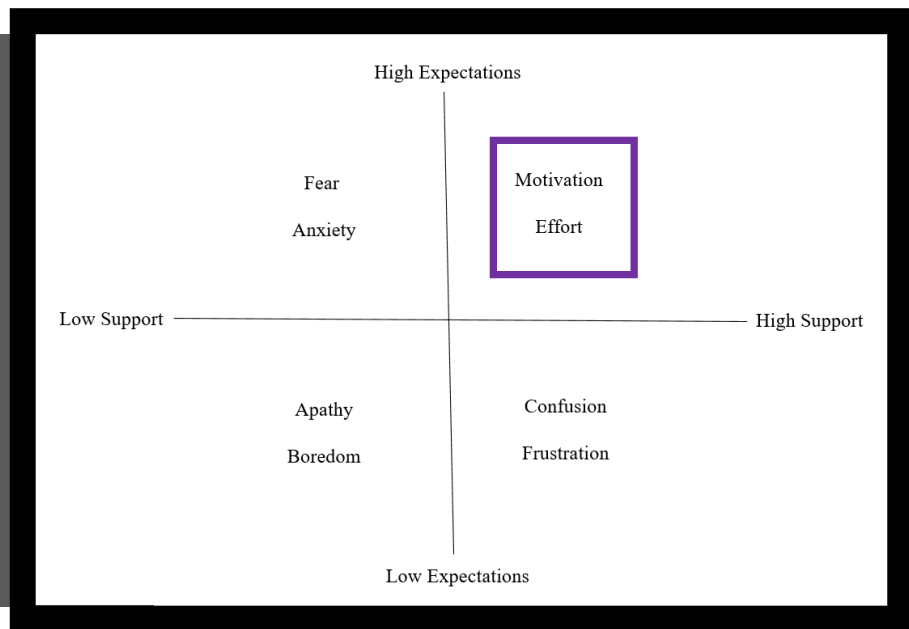 High Expectations
Fear
Anxiety
Motivation
Effort
Low Support
High Support
Apathy
Boredom
Confusion
Frustration
Low Expectations